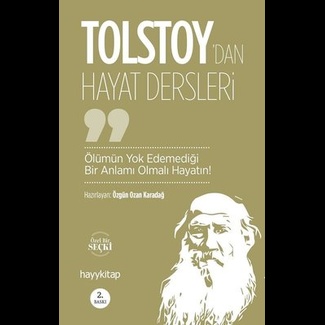 TOLSTOY'DAN
HAYAT DERSLERİ
Ölümün Yok Edemediği
Bir Anlamı Olmalı Hayatın!
Hazırlayan: Özgün Ozan Karadağ
Özel Bir
SEÇKİ
hayykitap
2.
BASKI